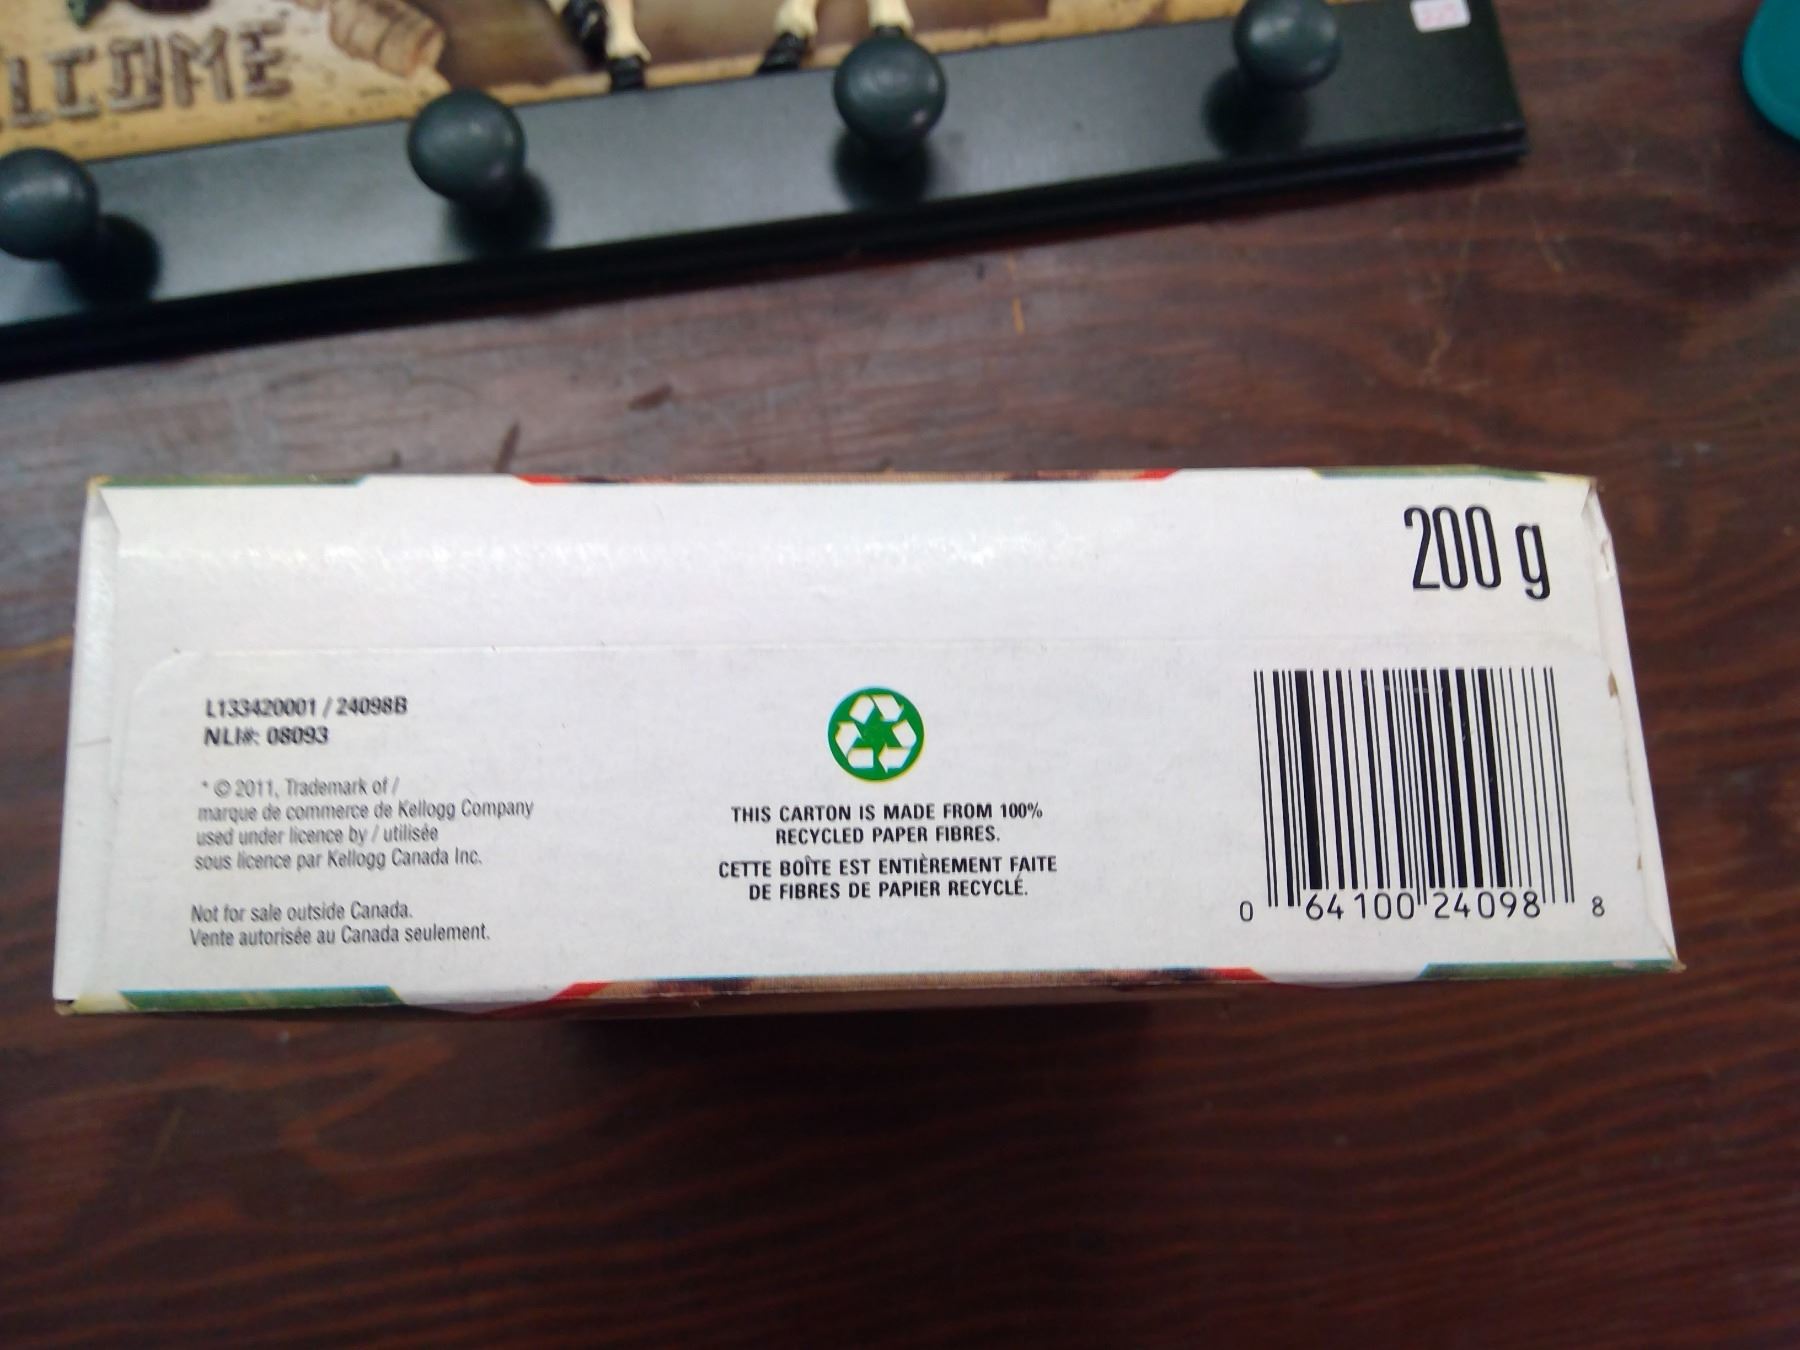 200 g
L133420001 / 24098B
NLI#: 08093
* © 2011, Trademark of /
marque de commerce de Kellogg Company
used under licence by / utilisée
sous licence par Kellogg Canada Inc.
Not for sale outside Canada.
Vente autorisée au Canada seulement.
THIS CARTON IS MADE FROM 100%
RECYCLED PAPER FIBRES.
CETTE BOÎTE EST ENTIÈREMENT FAITE
DE FIBRES DE PAPIER RECYCLÉ.
0 64100 24098 8